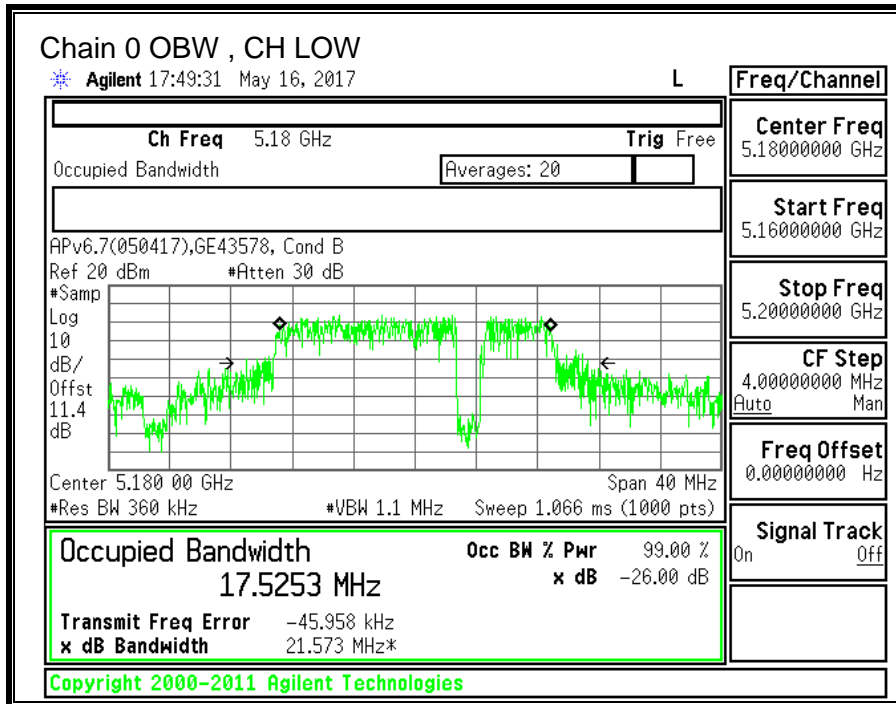 Chain 0 OBW , CH LOW
Agilent 17:49:31 May 16, 2017 L
Freq/Channel
Ch Freq 5.18 GHz Trig Free
Occupied Bandwidth Averages: 20
APv6.7(050417),GE43578, Cond B
Ref 20 dBm #Atten 30 dB
#Samp
Log
10
dB/
Offst
11.4
dB
Center 5.180 00 GHz Span 40 MHz
#Res BW 360 kHz #VBW 1.1 MHz Sweep 1.066 ms (1000 pts)
Occupied Bandwidth Occ BW % Pwr 99.00 %
17.5253 MHz x dB -26.00 dB
Transmit Freq Error -45.958 kHz
x dB Bandwidth 21.573 MHz*
Center Freq
5.18000000 GHz
Start Freq
5.16000000 GHz
Stop Freq
5.20000000 GHz
CF Step
4.00000000 MHz
Auto Man
Freq Offset
0.00000000 Hz
Signal Track
On Off
Copyright 2000-2011 Agilent Technologies